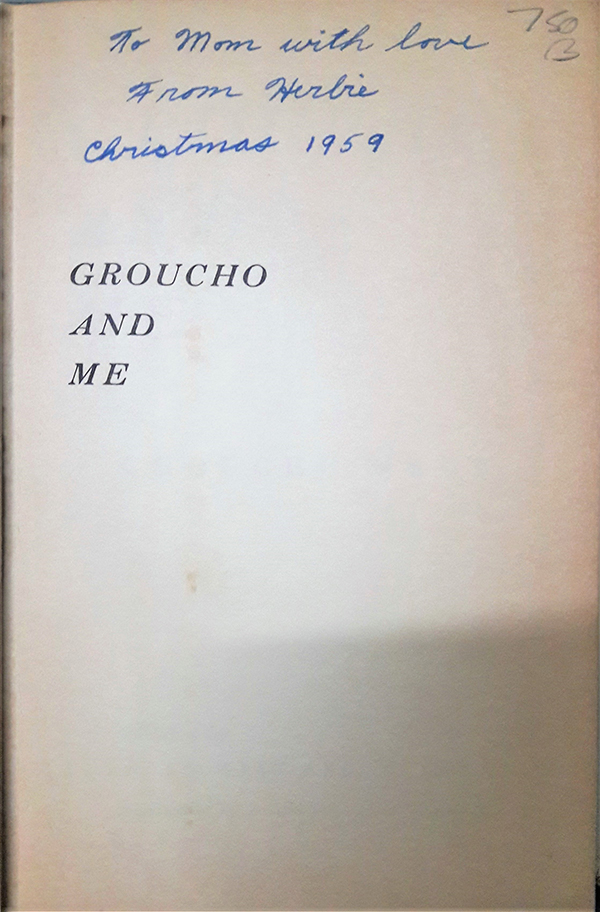 To Mom with love
From Herbie
Christmas 1959
750
B
GROUCHO
AND
ME